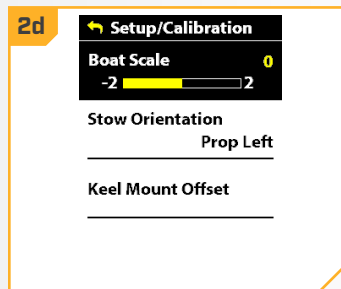 2d
Setup/Calibration
Boat Scale 0
-2 2
Stow Orientation
Prop Left
Keel Mount Offset